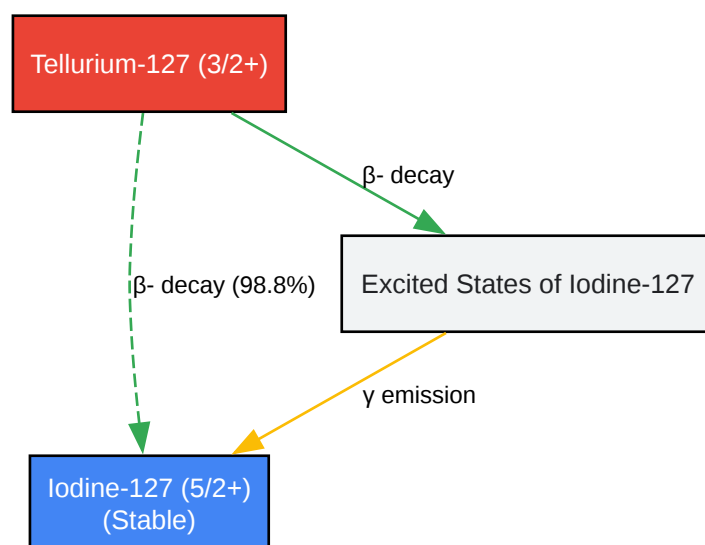 Tellurium-127 (3/2+)
β- decay
Excited States of Iodine-127
β- decay (98.8%)
γ emission
Iodine-127 (5/2+)
(Stable)